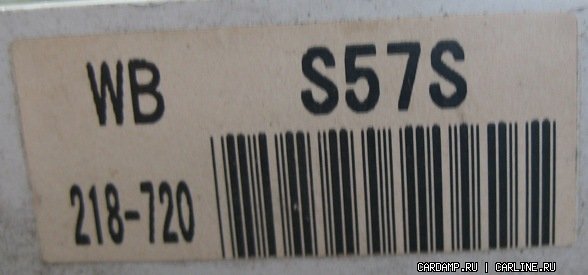 WB S57S
218-720
CARDAMP.RU | CARLINE.RU